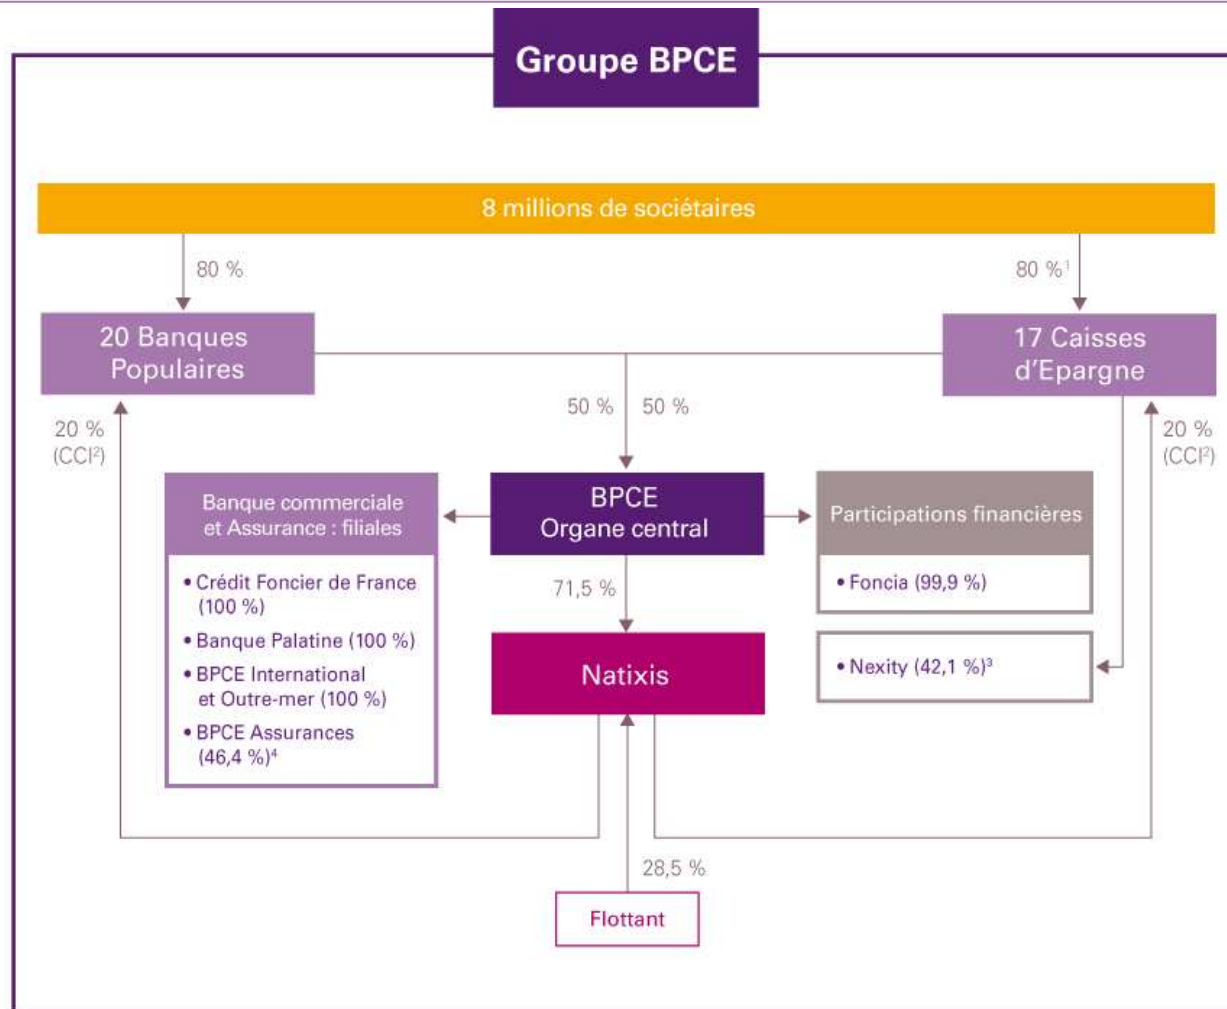 Groupe BPCE
8 millions de sociétaires
80 %
80 %¹
20 Banques
Populaires
17 Caisses
d'Epargne
50 %
50 %
20 %
(CCI²)
20 %
(CCI²)
Banque commerciale
et Assurance : filiales
• Crédit Foncier de France
(100 %)
• Banque Palatine (100 %)
• BPCE International
et Outre-mer (100 %)
• BPCE Assurances
(46,4 %)⁴
BPCE
Organe central
Participations financières
• Foncia (99,9 %)
• Nexity (42,1 %)³
71,5 %
Natixis
28,5 %
Flottant